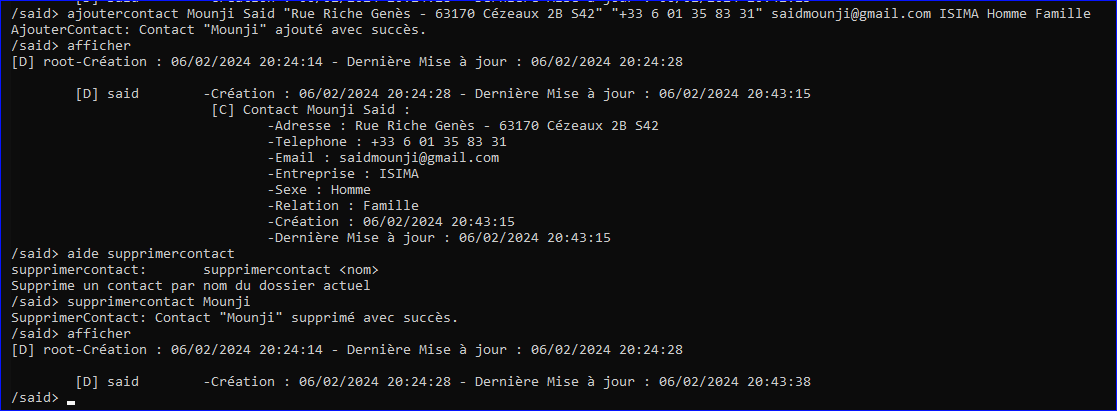 /said> ajoutercontact Mounji Said "Rue Riche Genès - 63170 Cézeaux 2B S42" "+33 6 01 35 83 31" saidmounji@gmail.com ISIMA Homme Famille
AjouterContact: Contact "Mounji" ajouté avec succès.
/said> afficher
[D] root-Création : 06/02/2024 20:24:14 - Dernière Mise à jour : 06/02/2024 20:24:28
[D] said -Création : 06/02/2024 20:24:28 - Dernière Mise à jour : 06/02/2024 20:43:15
[C] Contact Mounji Said :
-Adresse : Rue Riche Genès - 63170 Cézeaux 2B S42
-Telephone : +33 6 01 35 83 31
-Email : saidmounji@gmail.com
-Entreprise : ISIMA
-Sexe : Homme
-Relation : Famille
-Création : 06/02/2024 20:43:15
-Dernière Mise à jour : 06/02/2024 20:43:15
/said> aide supprimercontact
supprimercontact: supprimercontact <nom>
Supprime un contact par nom du dossier actuel
/said> supprimercontact Mounji
SupprimerContact: Contact "Mounji" supprimé avec succès.
/said> afficher
[D] root-Création : 06/02/2024 20:24:14 - Dernière Mise à jour : 06/02/2024 20:24:28
[D] said -Création : 06/02/2024 20:24:28 - Dernière Mise à jour : 06/02/2024 20:43:38
/said>